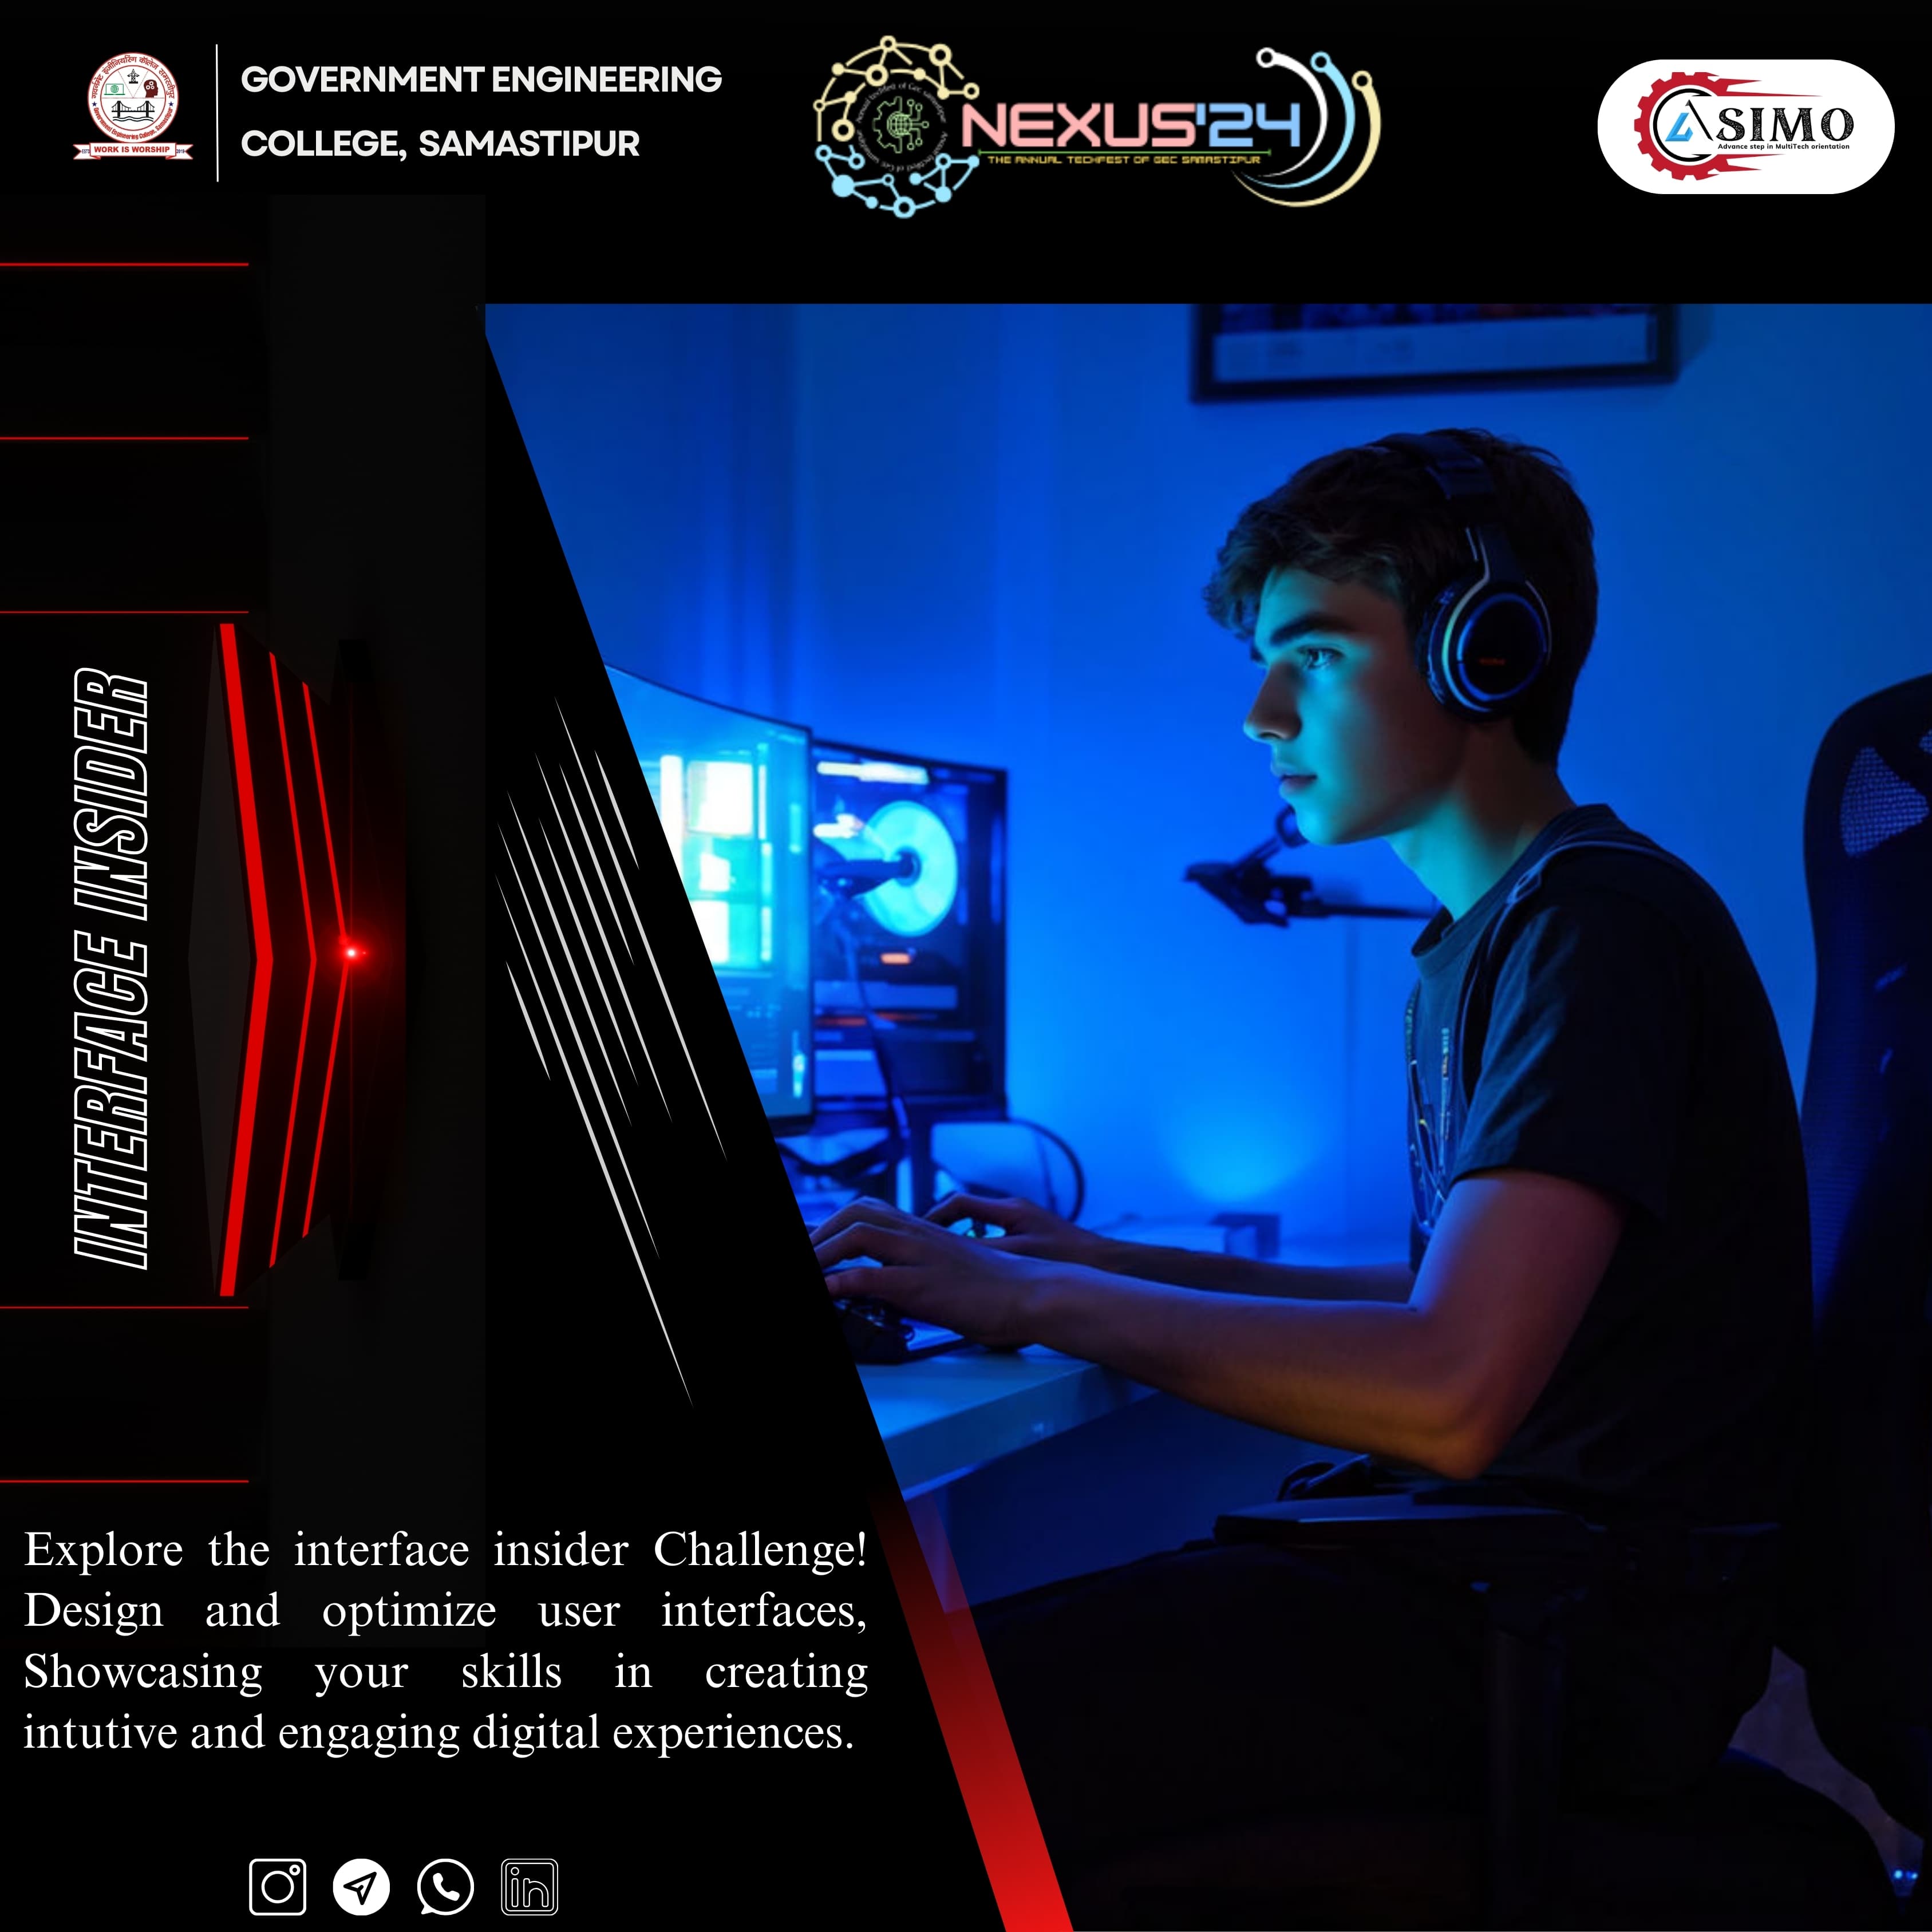 GOVERNMENT ENGINEERING
COLLEGE, SAMASTIPUR
WORK IS WORSHIP
NEXUS'24
THE ANNUAL TECHFEST OF GEC SAMASTIPUR
ASIMO
Advance step in MultiTech orientation
INTERFACE INSIDER
Explore the interface insider Challenge!
Design and optimize user interfaces,
Showcasing your skills in creating
intutive and engaging digital experiences.
in